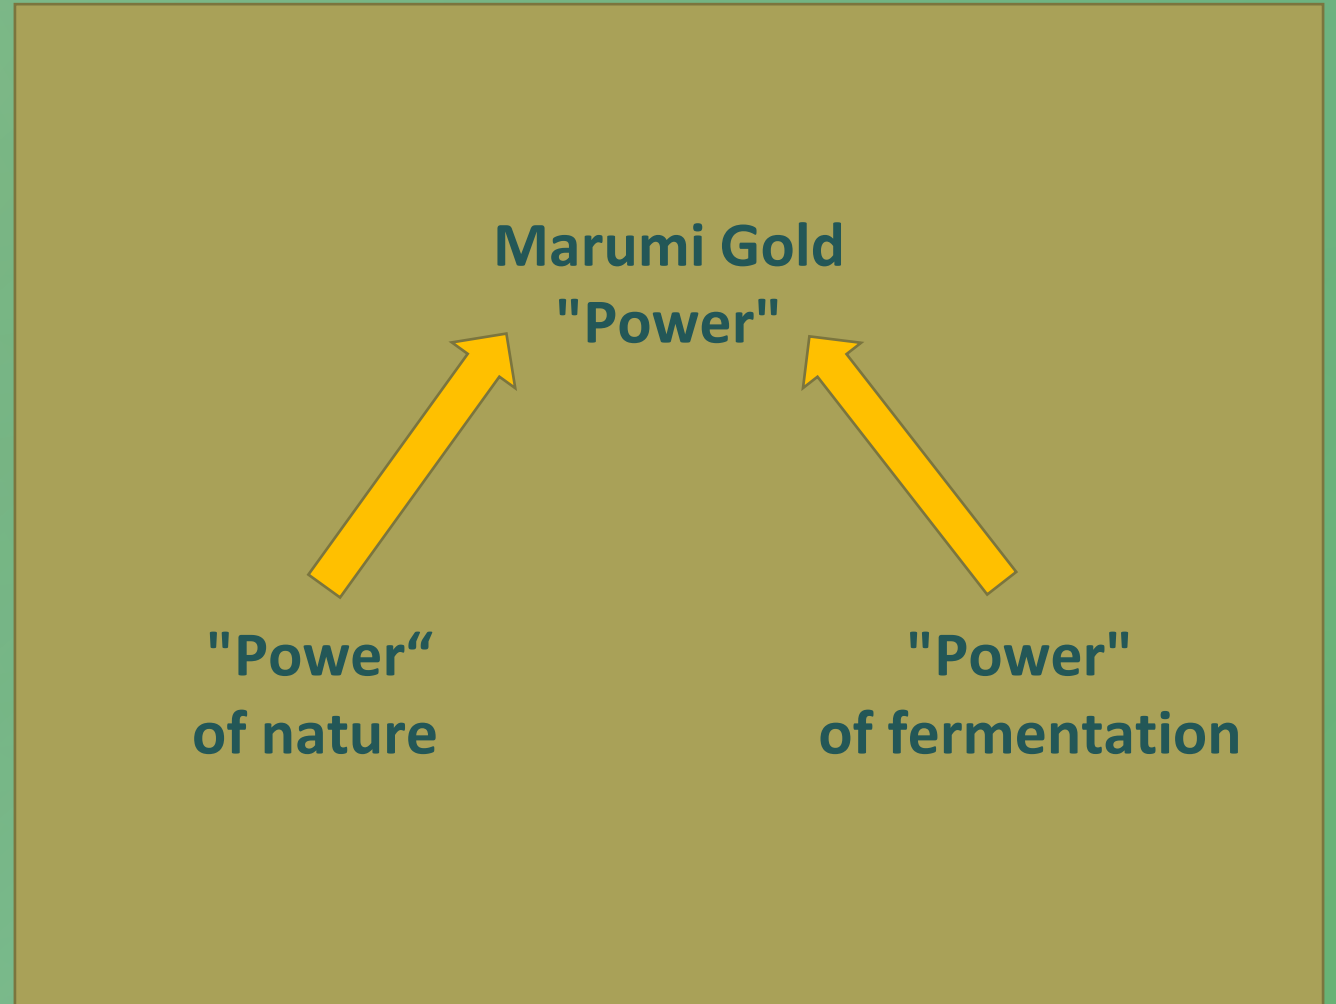 Marumi Gold
"Power"
"Power“
of nature
"Power"
of fermentation